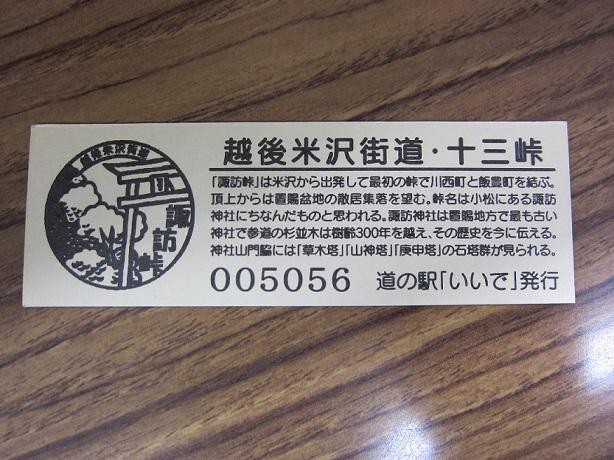 越後米沢街道・十三峠
「諏訪峠」は米沢から出発して最初の峠で川西町と飯豊町を結ぶ。
頂上からは置賜盆地の散居集落を望む。峠名は小松にある諏訪
神社にちなんだものと思われる。諏訪神社は置賜地方で最も古い
神社で参道の杉並木は樹齢300年を越え、その歴史を今に伝える。
神社山門脇には「草木塔」「山神塔」「庚申塔」の石塔群が見られる。
005056 道の駅「いいで」発行
越後米沢街道
諏訪峠